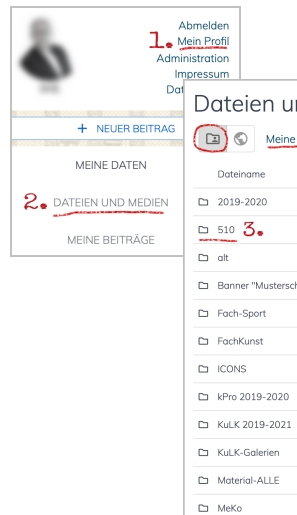 Abmelden
1. Mein Profil
Administration
Impressum
Dat
+ NEUER BEITRAG
MEINE DATEN
2. DATEIEN UND MEDIEN
MEINE BEITRÄGE
Dateien u
Meine
Dateiname
2019-2020
510 3.
alt
Banner "Mustersch
Fach-Sport
FachKunst
ICONS
kPro 2019-2020
KuLK 2019-2021
KuLK-Galerien
Material-ALLE
MeKo